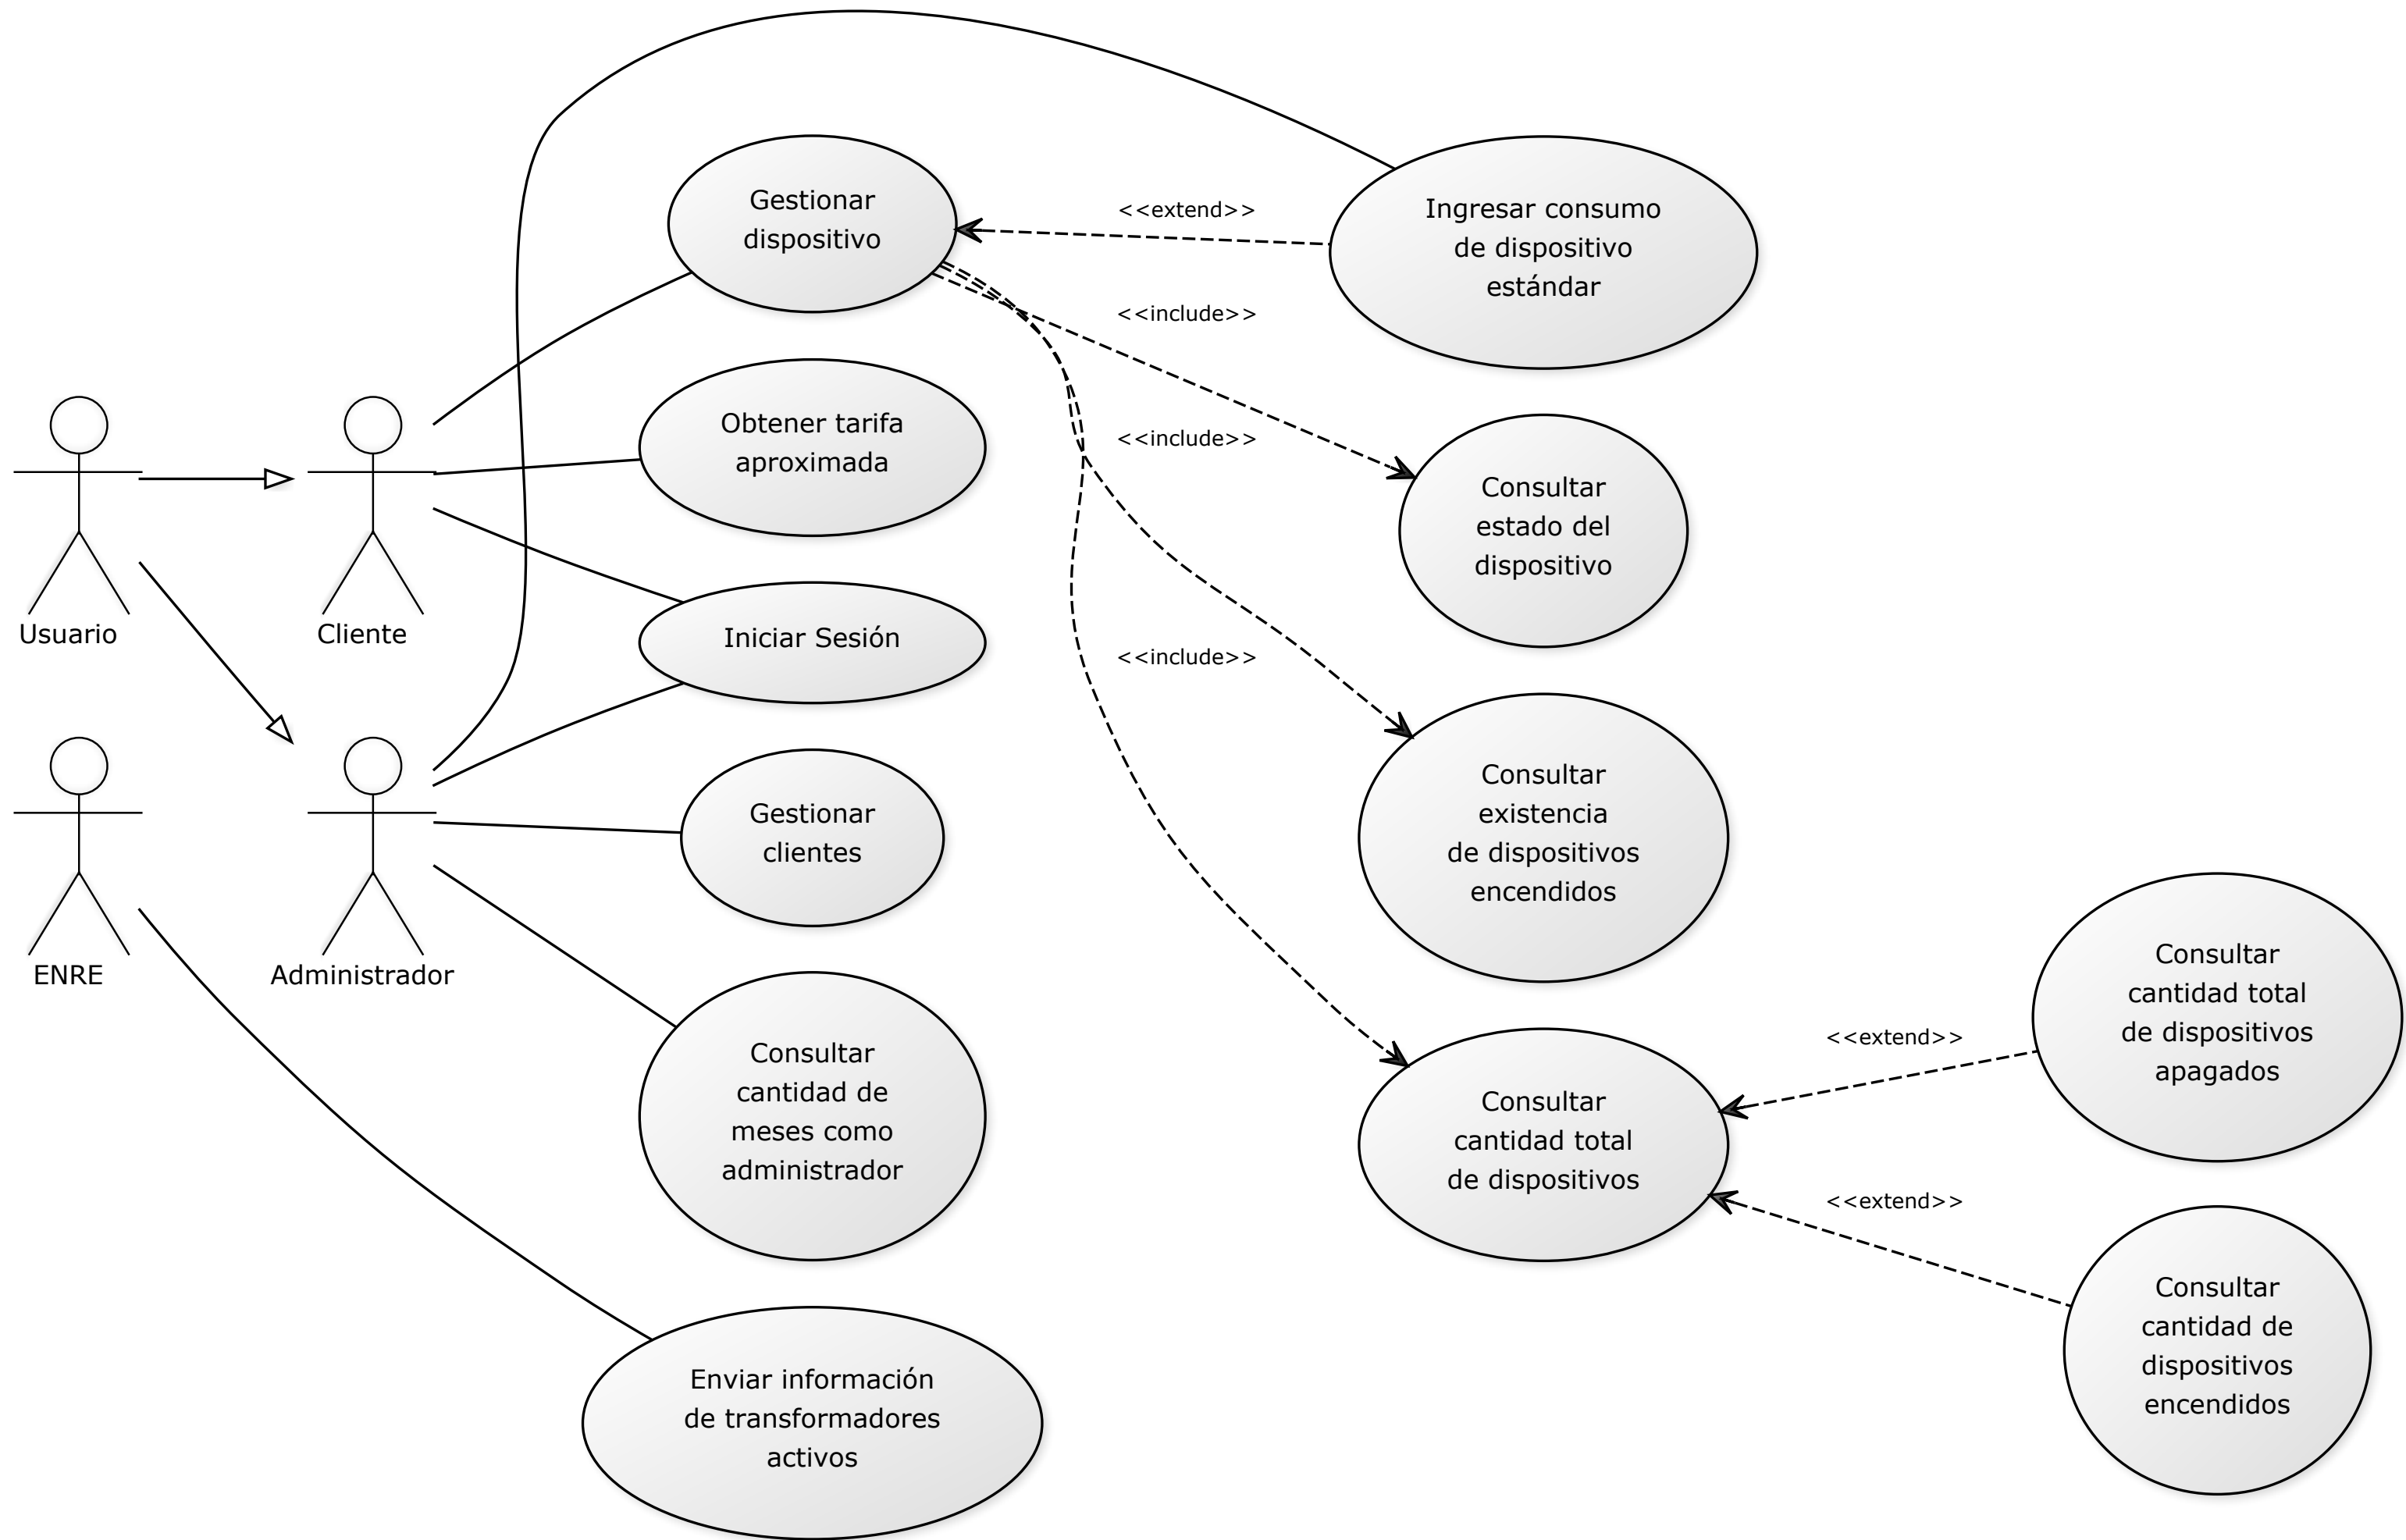 Gestionar
dispositivo
<<extend>>
Ingresar consumo
de dispositivo
estándar
<<include>>
Obtener tarifa
aproximada
<<include>>
Consultar
estado del
dispositivo
Usuario
Cliente
Iniciar Sesión
<<include>>
Consultar
existencia
de dispositivos
encendidos
Gestionar
clientes
ENRE
Administrador
Consultar
cantidad total
de dispositivos
apagados
<<extend>>
Consultar
cantidad de
meses como
administrador
Consultar
cantidad total
de dispositivos
<<extend>>
Consultar
cantidad de
dispositivos
encendidos
Enviar información
de transformadores
activos